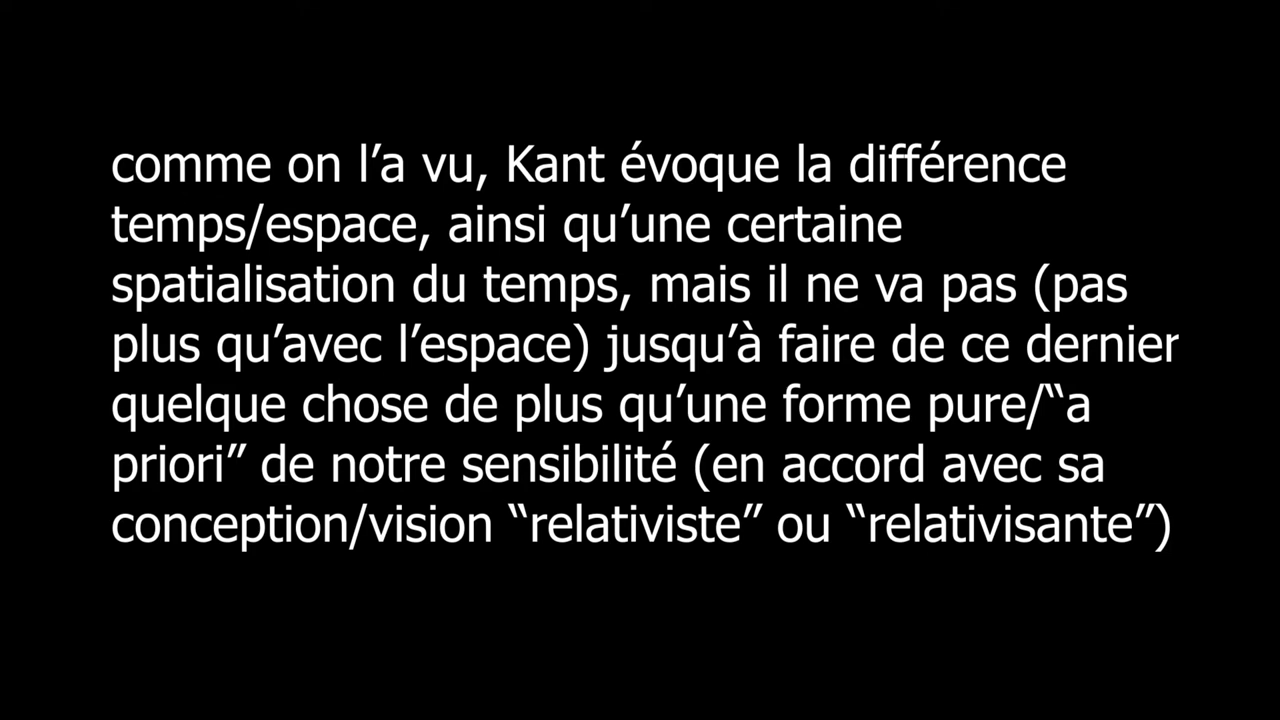 comme on l’a vu, Kant évoque la différence
temps/espace, ainsi qu’une certaine
spatialisation du temps, mais il ne va pas (pas
plus qu’avec l’espace) jusqu’à faire de ce dernier
quelque chose de plus qu’une forme pure/“a
priori” de notre sensibilité (en accord avec sa
conception/vision “relativiste” ou “relativisante”)